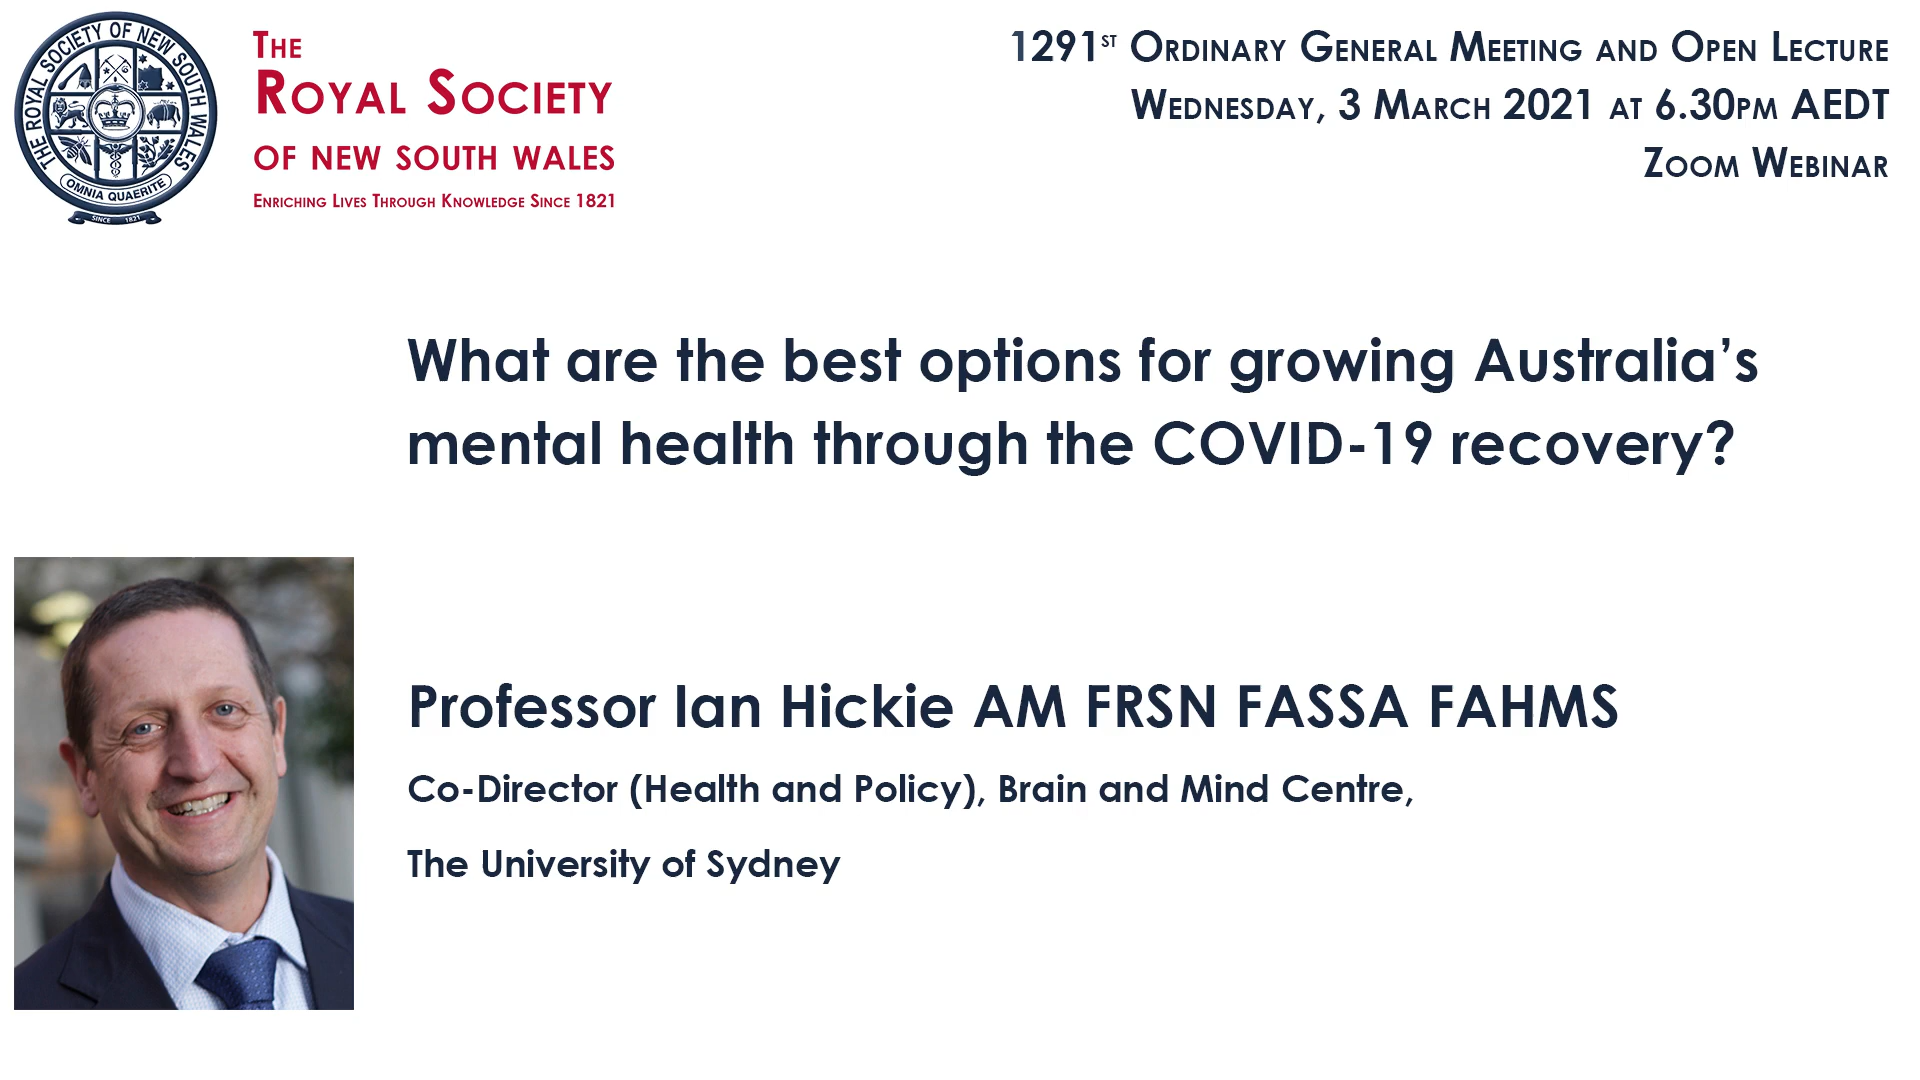 THE ROYAL SOCIETY OF NEW SOUTH WALES
OMNIA QUAERITE
SINCE 1821
THE
ROYAL SOCIETY
OF NEW SOUTH WALES
ENRICHING LIVES THROUGH KNOWLEDGE SINCE 1821
1291ST ORDINARY GENERAL MEETING AND OPEN LECTURE
WEDNESDAY, 3 MARCH 2021 AT 6.30PM AEDT
ZOOM WEBINAR
What are the best options for growing Australia’s
mental health through the COVID-19 recovery?
Professor Ian Hickie AM FRSN FASSA FAHMS
Co-Director (Health and Policy), Brain and Mind Centre,
The University of Sydney